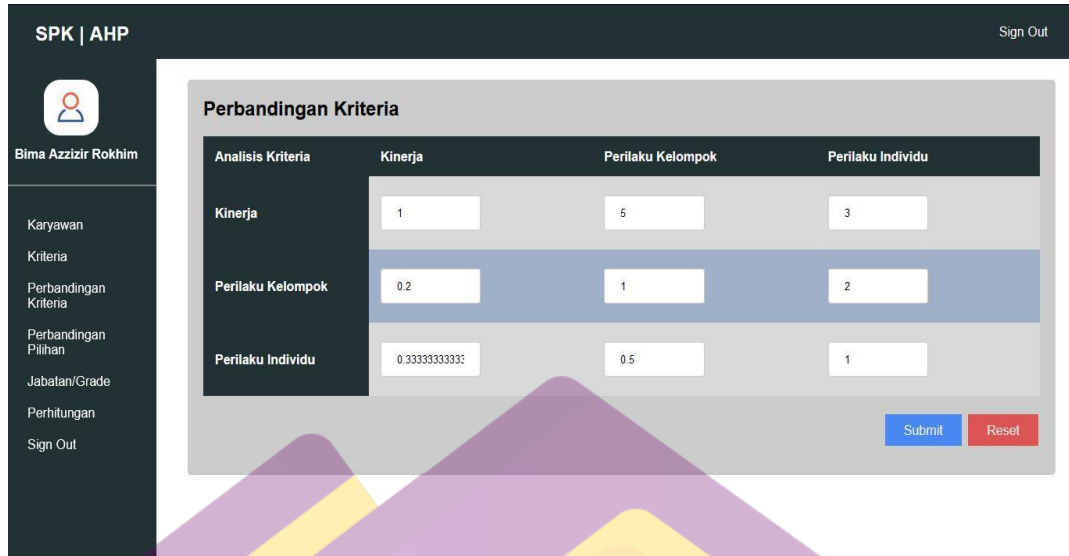 SPK | AHP
Sign Out
Bima Azzizir Rokhim
Karyawan
Kriteria
Perbandingan
Kriteria
Perbandingan
Pilihan
Jabatan/Grade
Perhitungan
Sign Out
Perbandingan Kriteria
Analisis Kriteria Kinerja Perilaku Kelompok Perilaku Individu
Kinerja 1 5 3
Perilaku Kelompok 0.2 1 2
Perilaku Individu 0.33333333333 0.5 1
Submit Reset